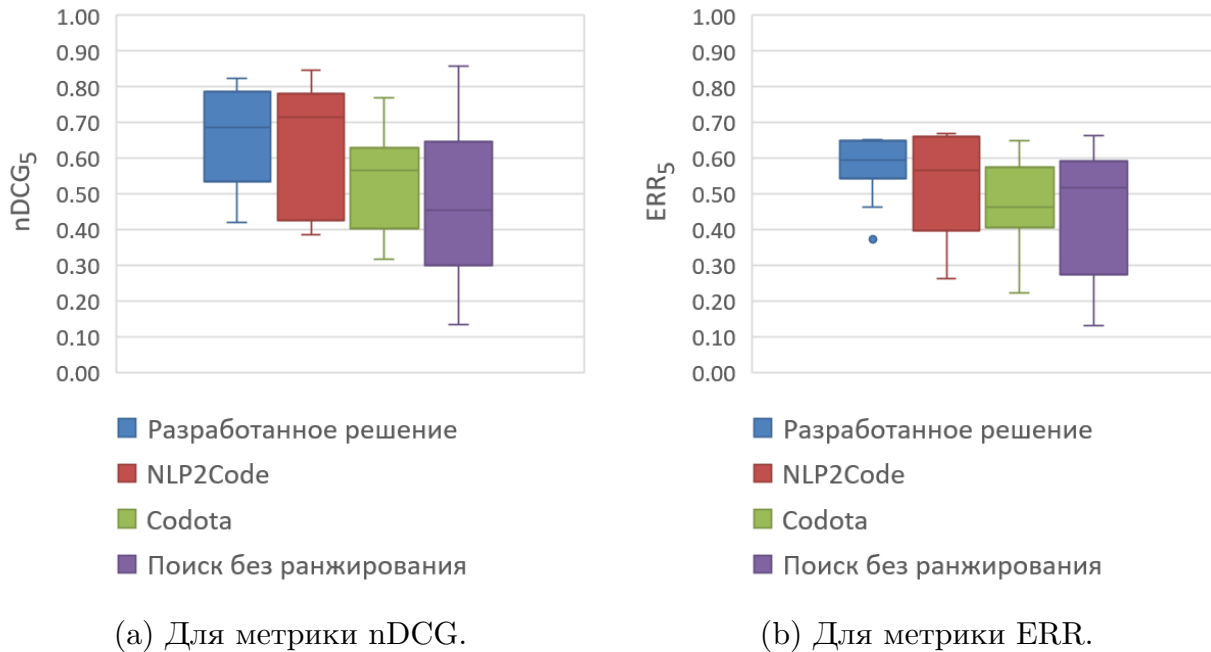 1.00
0.90
0.80
0.70
0.60
0.50
0.40
0.30
0.20
0.10
0.00
nDCG5
Разработанное решение
NLP2Code
Codota
Поиск без ранжирования
(a) Для метрики nDCG.
1.00
0.90
0.80
0.70
0.60
0.50
0.40
0.30
0.20
0.10
0.00
ERR5
Разработанное решение
NLP2Code
Codota
Поиск без ранжирования
(b) Для метрики ERR.